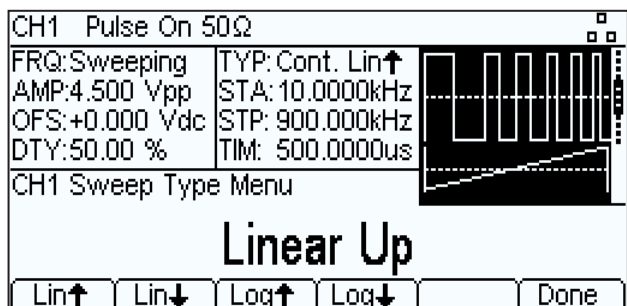 CH1 Pulse On 50Ω
FRQ:Sweeping TYP:Cont. Lin↑
AMP:4.500 Vpp STA:10.0000kHz
OFS:+0.000 Vdc STP:900.000kHz
DTY:50.00 % TIM: 500.0000us
CH1 Sweep Type Menu
Linear Up
Lin↑ Lin↓ Log↑ Log↓ Done